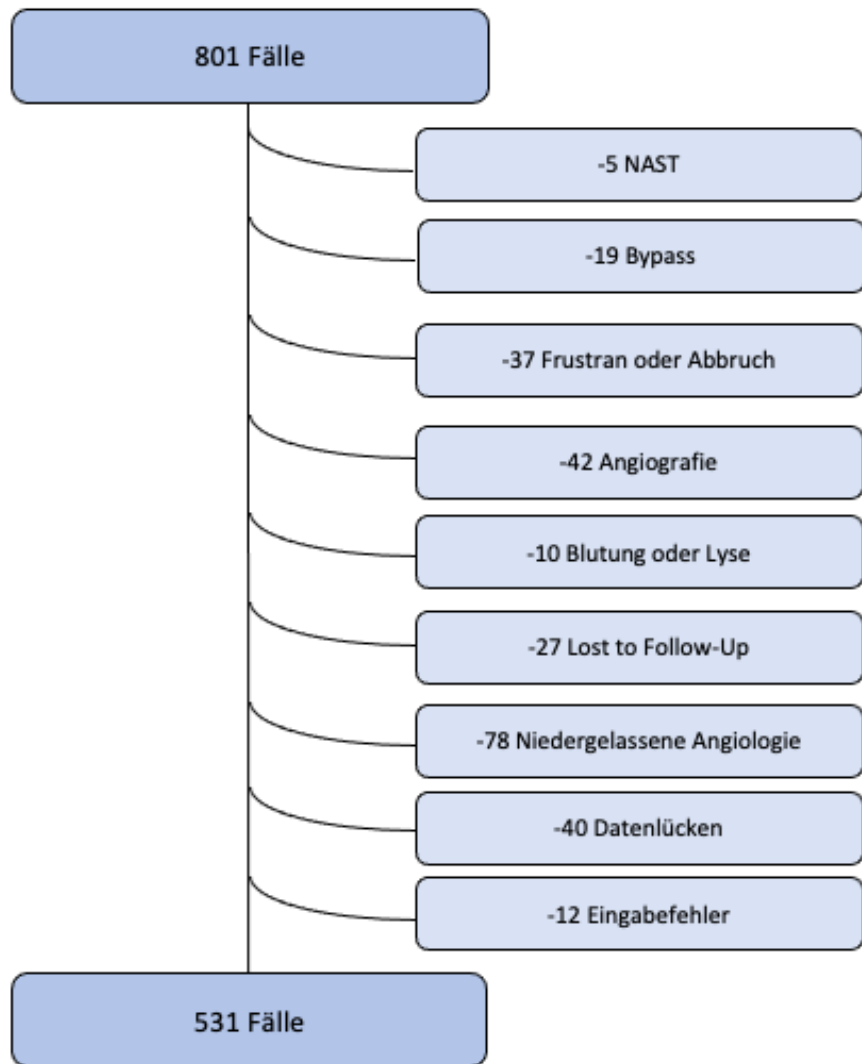 801 Fälle
-5 NAST
-19 Bypass
-37 Frustran oder Abbruch
-42 Angiografie
-10 Blutung oder Lyse
-27 Lost to Follow-Up
-78 Niedergelassene Angiologie
-40 Datenlücken
-12 Eingabefehler
531 Fälle